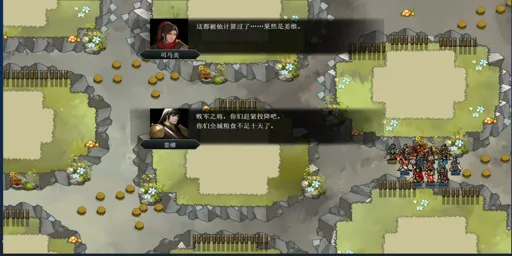 这都被他计算过了……果然是姜维。
司马炎
败军之将，你们赶紧投降吧。
你们全城粮食不足十天了。
姜维